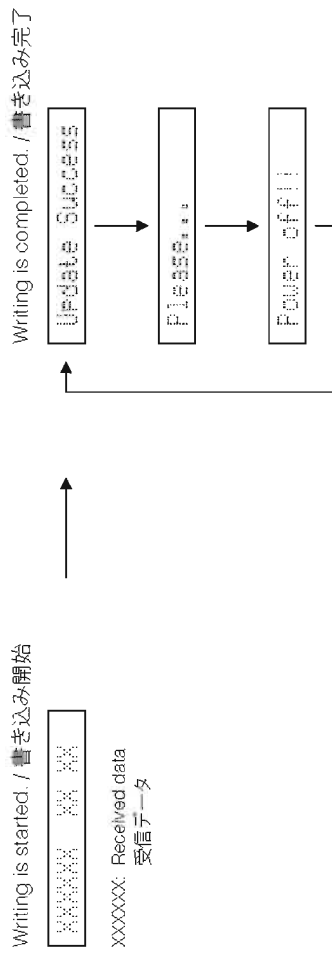 Writing is started. / 書き込み開始
xxxxxx xx xx
XXXXXX: Received data
受信データ
Writing is completed. / 書き込み完了
Update Success
Please...
Power off!!